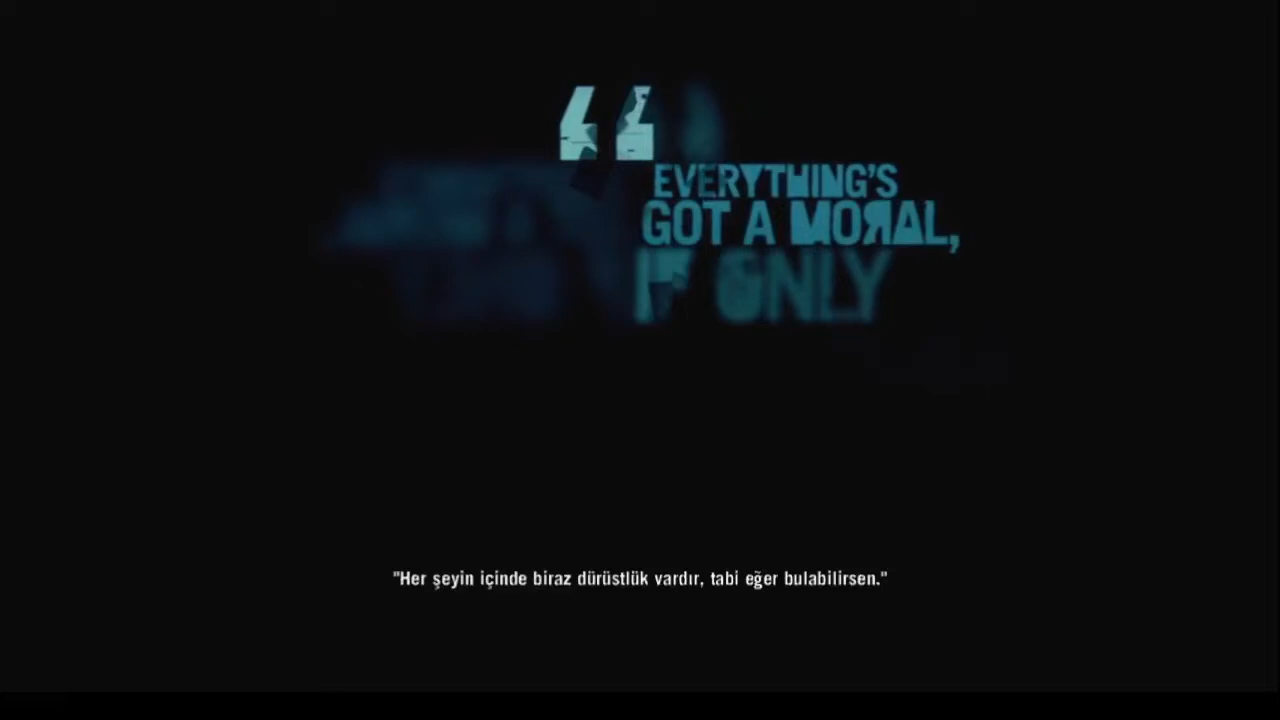 “
EVERYTHING'S
GOT A MORAL,
IF ONLY
"Her şeyin içinde biraz dürüstlük vardır, tabi eğer bulabilirsen."